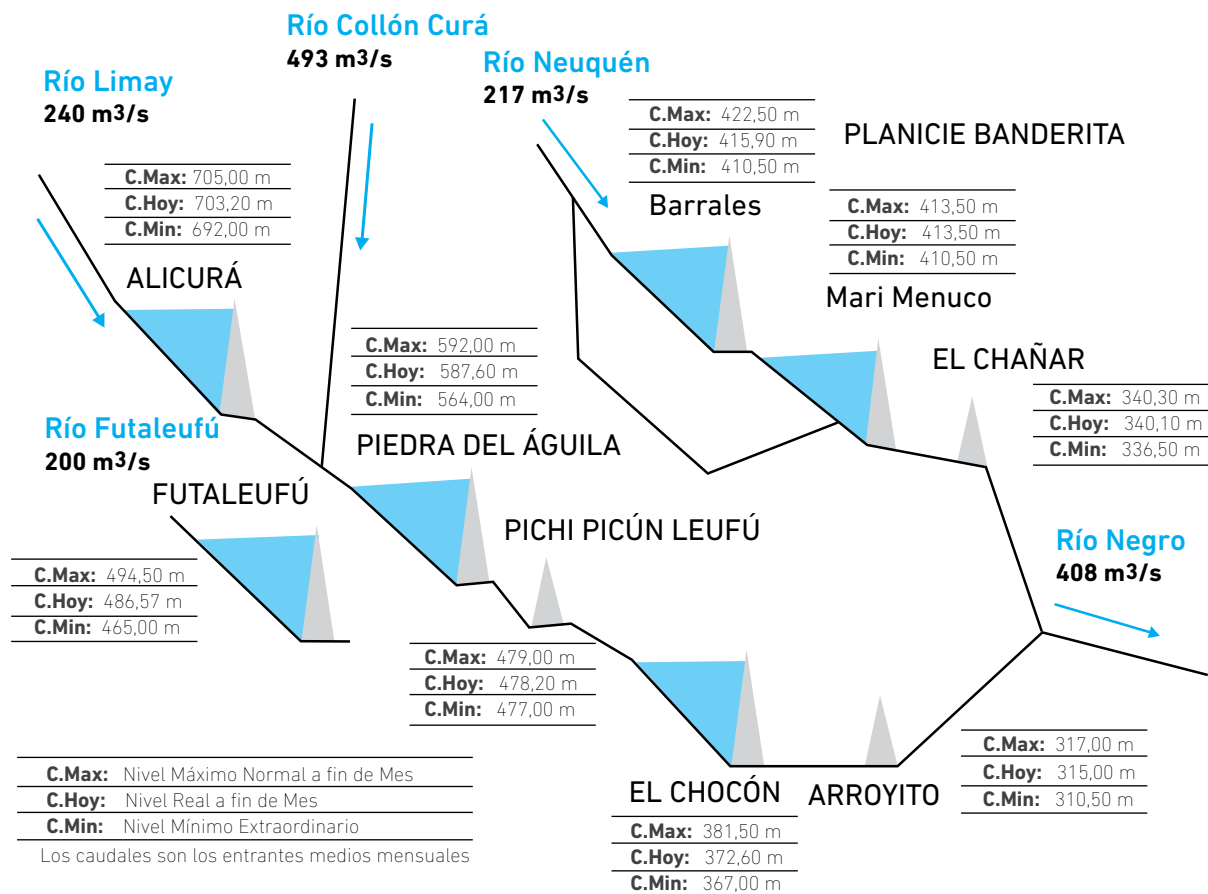 Río Collón Curá
493 m3/s
Río Limay
240 m3/s
Río Neuquén
217 m3/s
C.Max: 422,50 m
C.Hoy: 415,90 m
C.Min: 410,50 m
PLANICIE BANDERITA
Barrales
C.Max: 705,00 m
C.Hoy: 703,20 m
C.Min: 692,00 m
ALICURÁ
C.Max: 413,50 m
C.Hoy: 413,50 m
C.Min: 410,50 m
Mari Menuco
C.Max: 592,00 m
C.Hoy: 587,60 m
C.Min: 564,00 m
PIEDRA DEL ÁGUILA
EL CHAÑAR
C.Max: 340,30 m
C.Hoy: 340,10 m
C.Min: 336,50 m
Río Futaleufú
200 m3/s
FUTALEUFÚ
C.Max: 494,50 m
C.Hoy: 486,57 m
C.Min: 465,00 m
PICHI PICÚN LEUFÚ
C.Max: 479,00 m
C.Hoy: 478,20 m
C.Min: 477,00 m
Río Negro
408 m3/s
EL CHOCÓN
C.Max: 381,50 m
C.Hoy: 372,60 m
C.Min: 367,00 m
ARROYITO
C.Max: 317,00 m
C.Hoy: 315,00 m
C.Min: 310,50 m
C.Max: Nivel Máximo Normal a fin de Mes
C.Hoy: Nivel Real a fin de Mes
C.Min: Nivel Mínimo Extraordinario
Los caudales son los entrantes medios mensuales